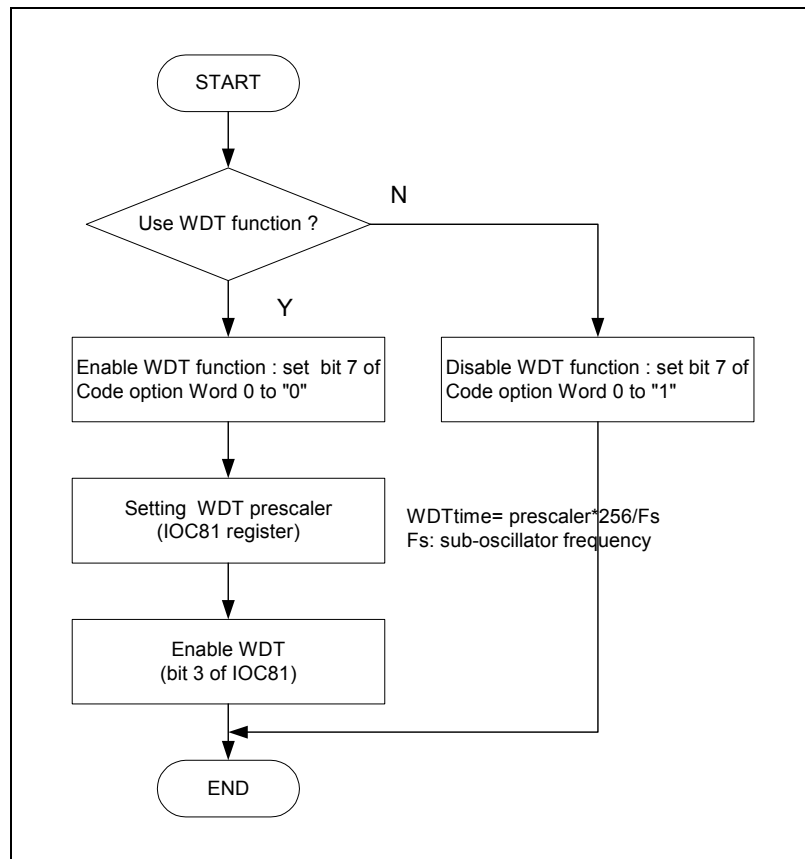 START
Use WDT function ?
N
Y
Enable WDT function : set bit 7 of
Code option Word 0 to "0"
Disable WDT function : set bit 7 of
Code option Word 0 to "1"
Setting WDT prescaler
(IOC81 register)
WDTtime= prescaler*256/Fs
Fs: sub-oscillator frequency
Enable WDT
(bit 3 of IOC81)
END